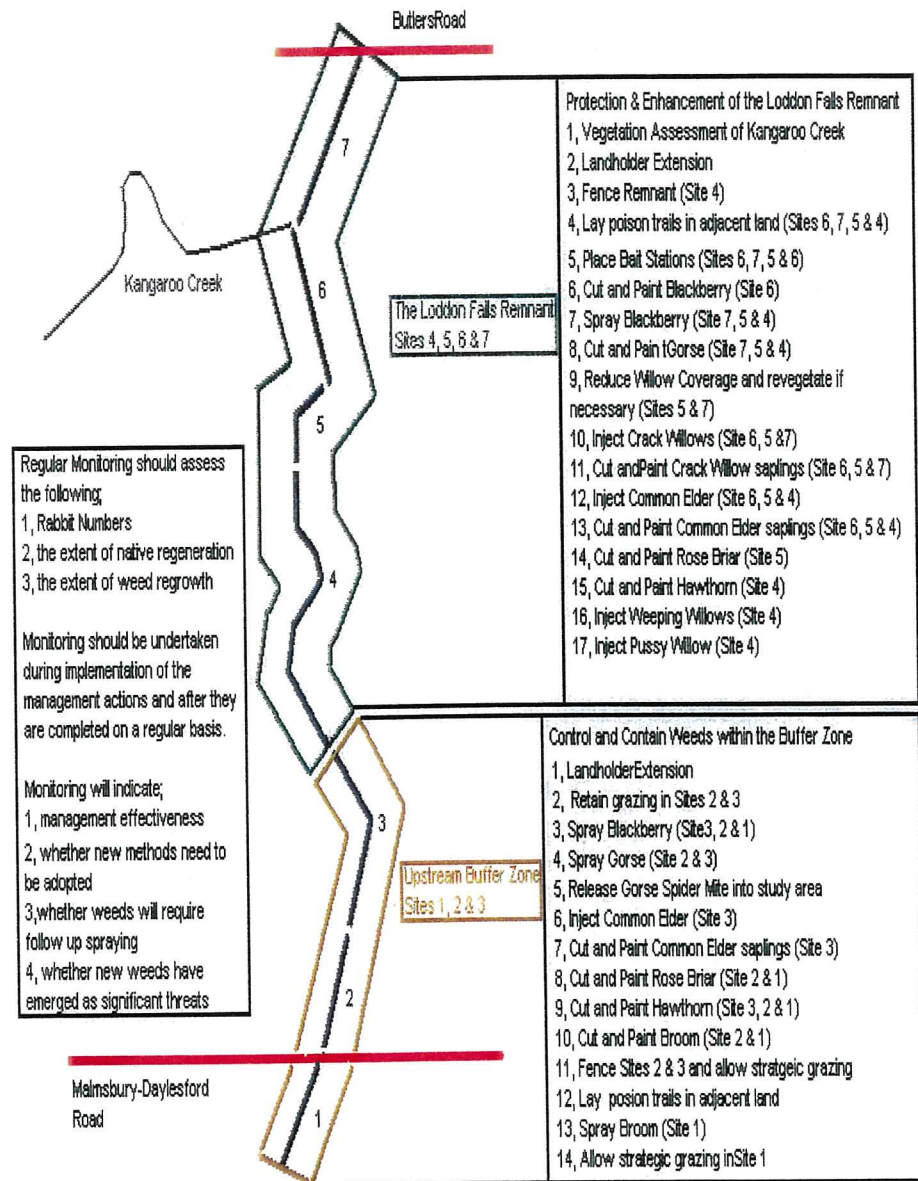 ButlersRoad
7
Kangaroo Creek
6
5
4
The Loddon Falls Remnant
Sites 4, 5, 6 & 7
Protection & Enhancement of the Loddon Falls Remnant
1, Vegetation Assessment of Kangaroo Creek
2, Landholder Extension
3, Fence Remnant (Site 4)
4, Lay poison trails in adjacent land (Sites 6, 7, 5 & 4)
5, Place Bait Stations (Sites 6, 7, 5 & 6)
6, Cut and Paint Blackberry (Site 6)
7, Spray Blackberry (Site 7, 5 & 4)
8, Cut and Pain tGorse (Site 7, 5 & 4)
9, Reduce Willow Coverage and revegetate if
necessary (Sites 5 & 7)
10, Inject Crack Willows (Site 6, 5 &7)
11, Cut andPaint Crack Willow saplings (Site 6, 5 & 7)
12, Inject Common Elder (Site 6, 5 & 4)
13, Cut and Paint Common Elder saplings (Site 6, 5 & 4)
14, Cut and Paint Rose Briar (Site 5)
15, Cut and Paint Hawthorn (Site 4)
16, Inject Weeping Willows (Site 4)
17, Inject Pussy Willow (Site 4)
Regular Monitoring should assess
the following;
1, Rabbit Numbers
2, the extent of native regeneration
3, the extent of weed regrowth
Monitoring should be undertaken
during implementation of the
management actions and after they
are completed on a regular basis.
Monitoring will indicate;
1, management effectiveness
2, whether new methods need to
be adopted
3,whether weeds will require
follow up spraying
4, whether new weeds have
emerged as significant threats
3
2
1
Upstream Buffer Zone
Sites 1, 2 & 3
Control and Contain Weeds within the Buffer Zone
1, LandholderExtension
2, Retain grazing in Sites 2 & 3
3, Spray Blackberry (Site3, 2 & 1)
4, Spray Gorse (Site 2 & 3)
5, Release Gorse Spider Mite into study area
6, Inject Common Elder (Site 3)
7, Cut and Paint Common Elder saplings (Site 3)
8, Cut and Paint Rose Briar (Site 2 & 1)
9, Cut and Paint Hawthorn (Site 3, 2 & 1)
10, Cut and Paint Broom (Site 2 & 1)
11, Fence Sites 2 & 3 and allow stratgeic grazing
12, Lay posion trails in adjacent land
13, Spray Broom (Site 1)
14, Allow strategic grazing inSite 1
Malmsbury-Daylesford
Road